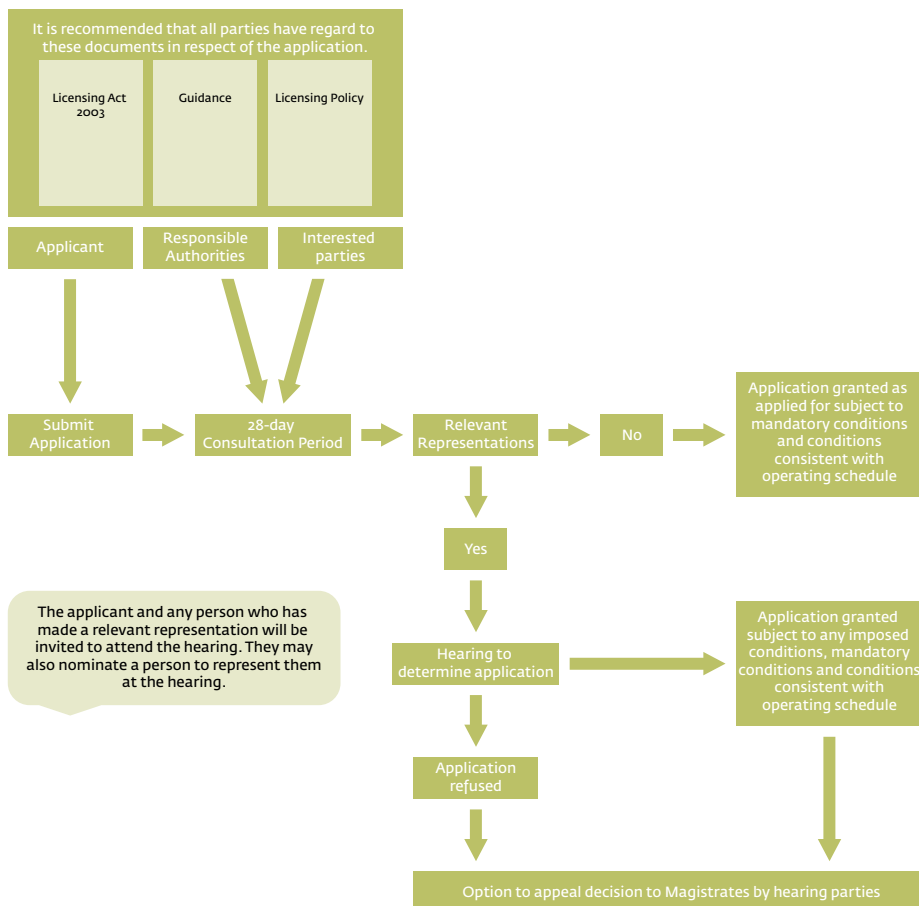 It is recommended that all parties have regard to
these documents in respect of the application.
Licensing Act
2003
Guidance
Licensing Policy
Applicant
Responsible
Authorities
Interested
parties
Submit
Application
28-day
Consultation Period
Relevant
Representations
No
Application granted as
applied for subject to
mandatory conditions
and conditions
consistent with
operating schedule
Yes
The applicant and any person who has
made a relevant representation will be
invited to attend the hearing. They may
also nominate a person to represent them
at the hearing.
Hearing to
determine application
Application granted
subject to any imposed
conditions, mandatory
conditions and conditions
consistent with
operating schedule
Application
refused
Option to appeal decision to Magistrates by hearing parties